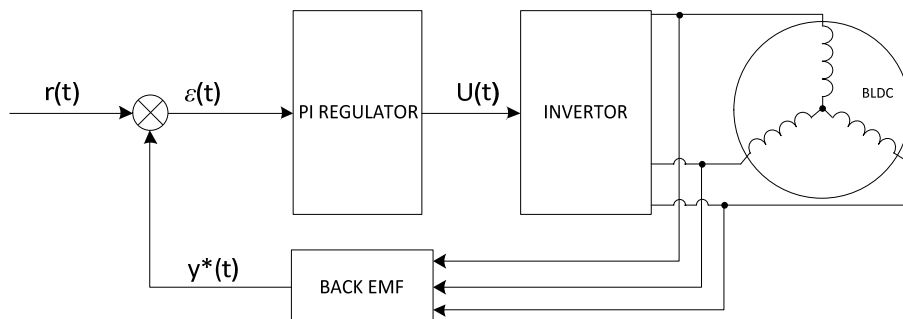 r(t)
ε(t)
PI REGULATOR
U(t)
INVERTOR
BLDC
y*(t)
BACK EMF